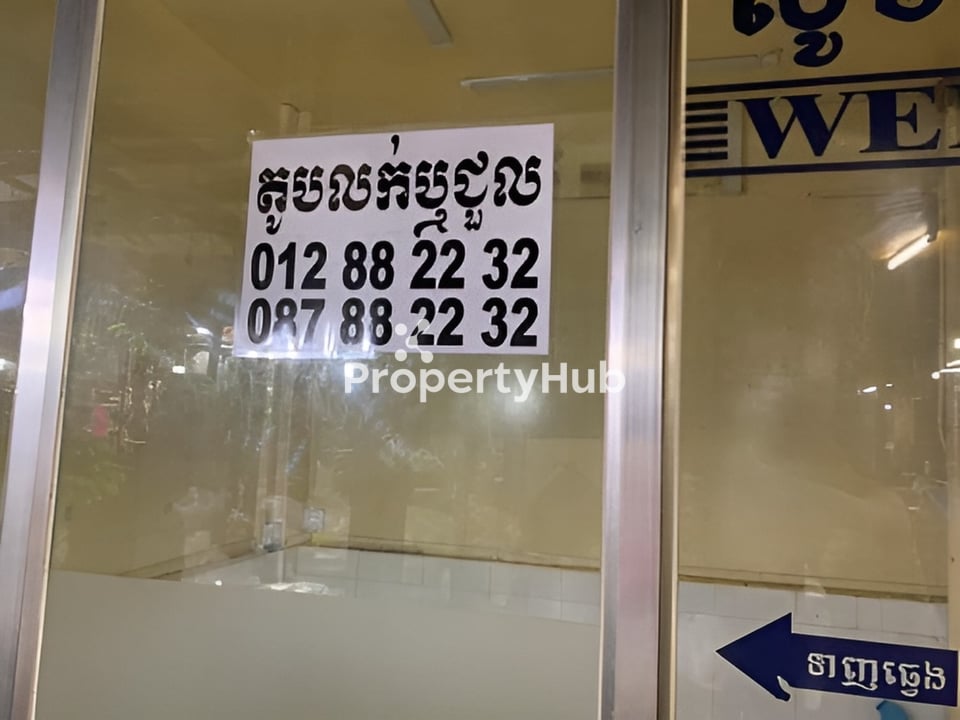 តូបលក់ឬជួល
012 88 22 32
087 88 22 32
PropertyHub
ទាញឆ្វេង